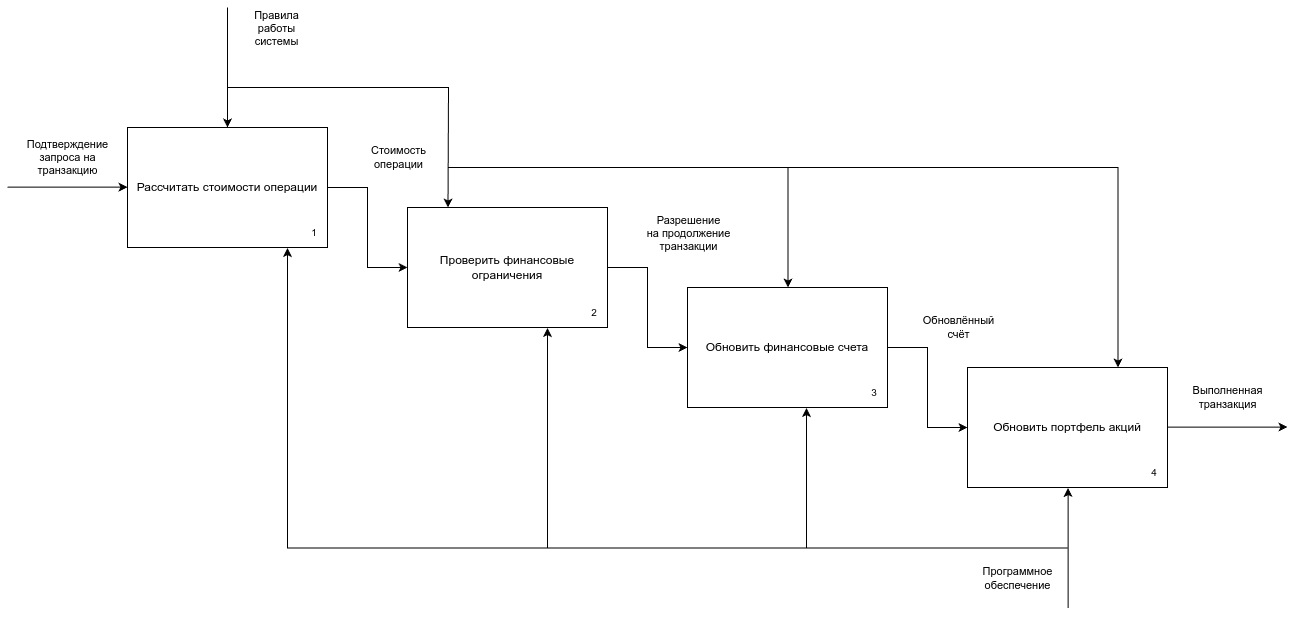 Правила
работы
системы
Подтверждение
запроса на
транзакцию
Рассчитать стоимости операции
1
Стоимость
операции
Проверить финансовые
ограничения
2
Разрешение
на продолжение
транзакции
Обновить финансовые счета
3
Обновлённый
счёт
Обновить портфель акций
4
Выполненная
транзакция
Программное
обеспечение